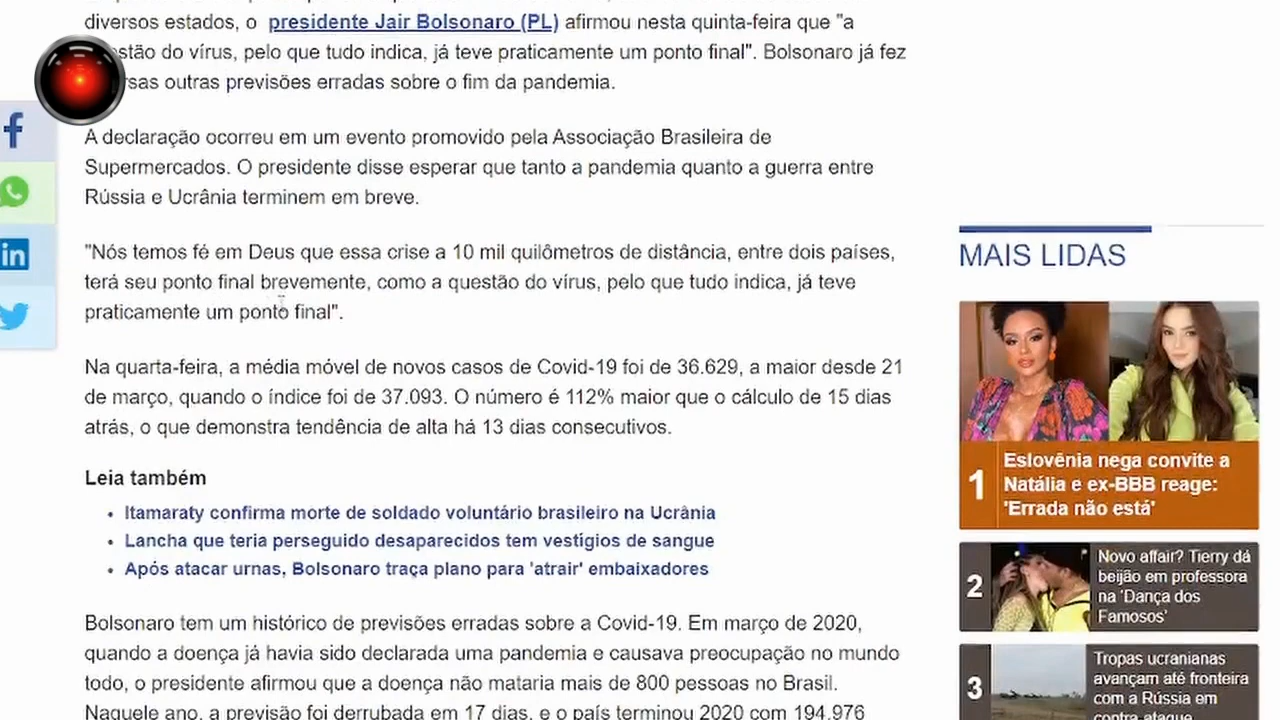 diversos estados, o presidente Jair Bolsonaro (PL) afirmou nesta quinta-feira que "a
do vírus, pelo que tudo indica, já teve praticamente um ponto final". Bolsonaro já fez
outras previsões erradas sobre o fim da pandemia.
A declaração ocorreu em um evento promovido pela Associação Brasileira de
Supermercados. O presidente disse esperar que tanto a pandemia quanto a guerra entre
Rússia e Ucrânia terminem em breve.
"Nós temos fé em Deus que essa crise a 10 mil quilômetros de distância, entre dois países,
terá seu ponto final brevemente, como a questão do vírus, pelo que tudo indica, já teve
praticamente um ponto final".
Na quarta-feira, a média movel de novos casos de Covid-19 foi de 36.629, a maior desde 21
de março, quando o índice foi de 37.093. O número é 112% maior que o cálculo de 15 dias
atrás, o que demonstra tendência de alta há 13 dias consecutivos.
Leia também
Itamaraty confirma morte de soldado voluntário brasileiro na Ucrânia
Lancha que teria perseguido desaparecidos tem vestígios de sangue
Após atacar urnas, Bolsonaro traça plano para 'atrair' embaixadores
Bolsonaro tem um histórico de previsões erradas sobre a Covid-19. Em março de 2020,
quando a doença já havia sido declarada uma pandemia e causava preocupação no mundo
todo, o presidente afirmou que a doença não mataria mais de 800 pessoas no Brasil.
Naquele ano, a previsão foi derrubada em 17 dias, e o país terminou 2020 com 194.976
MAIS LIDAS
1
Eslovênia nega convite a
Natália e ex-BBB reage:
'Errada não está'
2
Novo affair? Tierry dá
beijão em professora
na 'Dança dos
Famosos'
3
Tropas ucranianas
avançam até fronteira
com a Rússia em
contra ataque